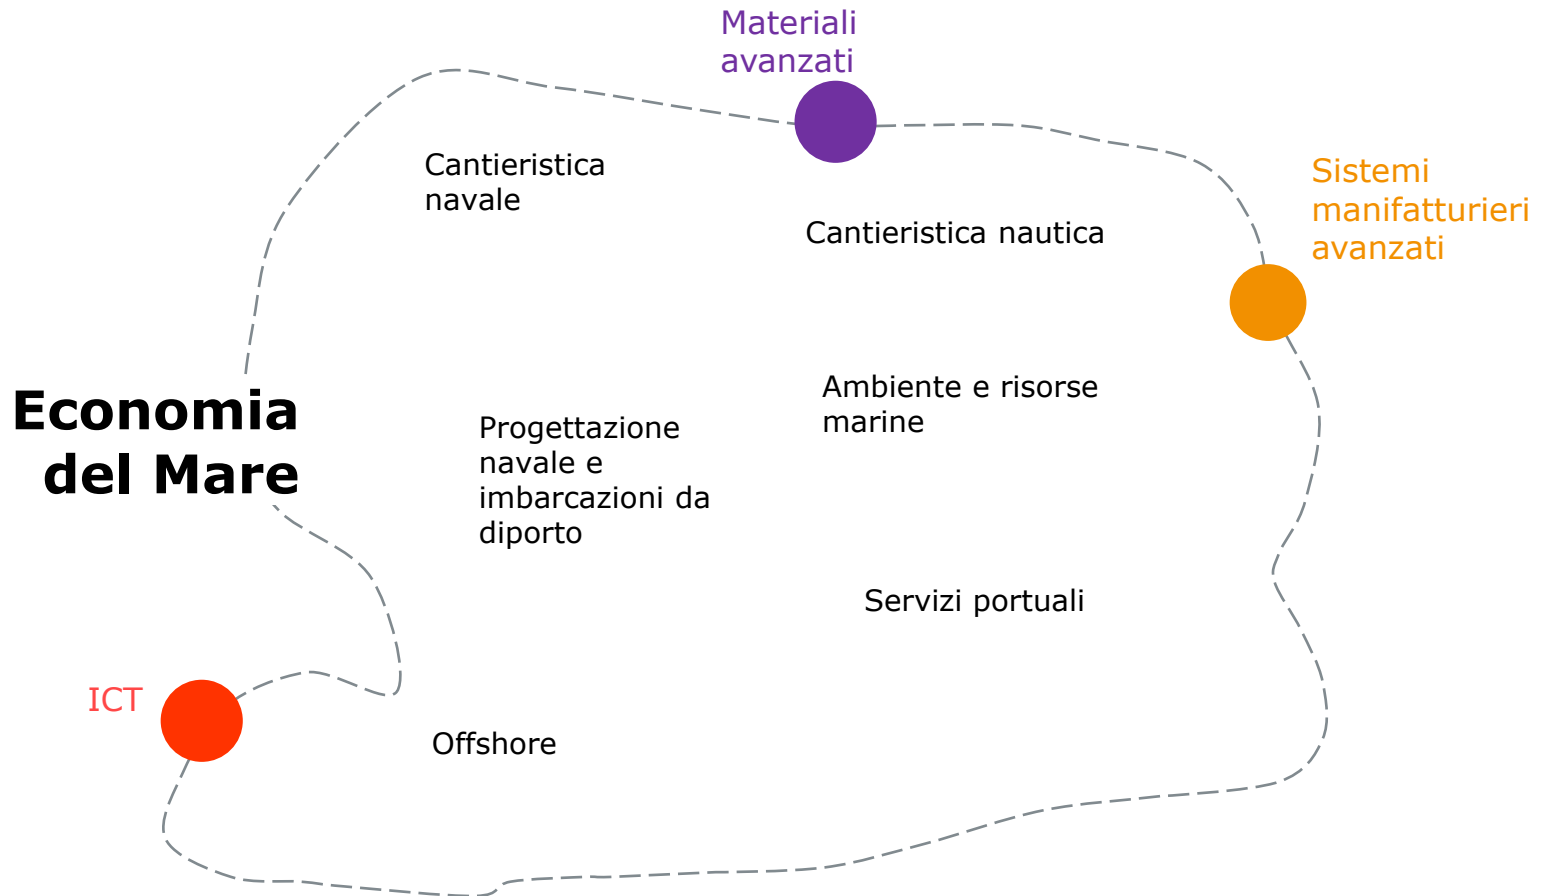 Materiali
avanzati
Cantieristica
navale
Sistemi
manifatturieri
avanzati
Cantieristica nautica
Economia
del Mare
Ambiente e risorse
marine
Progettazione
navale e
imbarcazioni da
diporto
Servizi portuali
ICT
Offshore